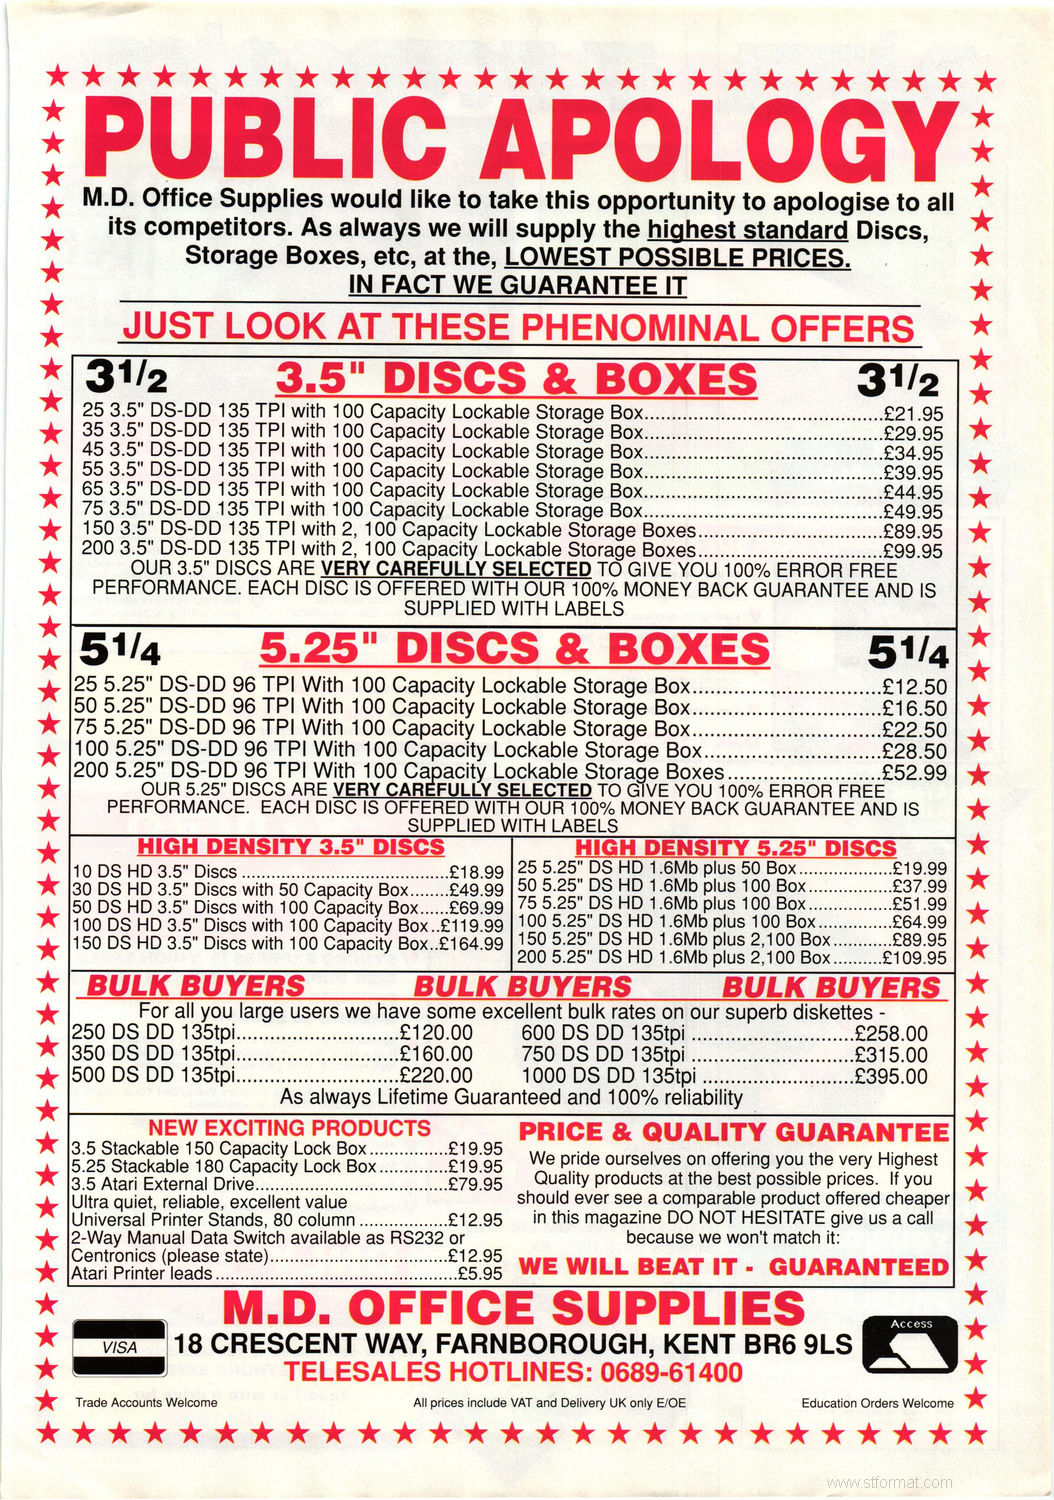 PUBLIC APOLOGY
M.D. Office Supplies would like to take this opportunity to apologise to all
its competitors. As always we will supply the highest standard Discs,
Storage Boxes, etc, at the, LOWEST POSSIBLE PRICES.
IN FACT WE GUARANTEE IT
JUST LOOK AT THESE PHENOMINAL OFFERS
3 1/2 3.5" DISCS & BOXES 3 1/2
25 3.5" DS-DD 135 TPI with 100 Capacity Lockable Storage Box...£21.95
35 3.5" DS-DD 135 TPI with 100 Capacity Lockable Storage Box...£29.95
45 3.5" DS-DD 135 TPI with 100 Capacity Lockable Storage Box...£34.95
55 3.5" DS-DD 135 TPI with 100 Capacity Lockable Storage Box...£39.95
65 3.5" DS-DD 135 TPI with 100 Capacity Lockable Storage Box...£44.95
75 3.5" DS-DD 135 TPI with 100 Capacity Lockable Storage Box...£49.95
150 3.5" DS-DD 135 TPI with 2, 100 Capacity Lockable Storage Boxes...£89.95
200 3.5" DS-DD 135 TPI with 2, 100 Capacity Lockable Storage Boxes...£99.95
OUR 3.5" DISCS ARE VERY CAREFULLY SELECTED TO GIVE YOU 100% ERROR FREE
PERFORMANCE. EACH DISC IS OFFERED WITH OUR 100% MONEY BACK GUARANTEE AND IS
SUPPLIED WITH LABELS
5 1/4 5.25" DISCS & BOXES 5 1/4
25 5.25" DS-DD 96 TPI With 100 Capacity Lockable Storage Box...£12.50
50 5.25" DS-DD 96 TPI With 100 Capacity Lockable Storage Box...£16.50
75 5.25" DS-DD 96 TPI With 100 Capacity Lockable Storage Box...£22.50
100 5.25" DS-DD 96 TPI With 100 Capacity Lockable Storage Box...£28.50
200 5.25" DS-DD 96 TPI With 100 Capacity Lockable Storage Boxes...£52.99
OUR 5.25" DISCS ARE VERY CAREFULLY SELECTED TO GIVE YOU 100% ERROR FREE
PERFORMANCE. EACH DISC IS OFFERED WITH OUR 100% MONEY BACK GUARANTEE AND IS
SUPPLIED WITH LABELS
HIGH DENSITY 3.5" DISCS
10 DS HD 3.5" Discs...£18.99
30 DS HD 3.5" Discs with 50 Capacity Box...£49.99
50 DS HD 3.5" Discs with 100 Capacity Box...£69.99
100 DS HD 3.5" Discs with 100 Capacity Box..£119.99
150 DS HD 3.5" Discs with 100 Capacity Box..£164.99
HIGH DENSITY 5.25" DISCS
25 5.25" DS HD 1.6Mb plus 50 Box...£19.99
50 5.25" DS HD 1.6Mb plus 100 Box...£37.99
75 5.25" DS HD 1.6Mb plus 100 Box...£51.99
100 5.25" DS HD 1.6Mb plus 100 Box...£64.99
150 5.25" DS HD 1.6Mb plus 2,100 Box...£89.95
200 5.25" DS HD 1.6Mb plus 2,100 Box...£109.95
BULK BUYERS BULK BUYERS BULK BUYERS
For all you large users we have some excellent bulk rates on our superb diskettes -
250 DS DD 135tpi...£120.00 600 DS DD 135tpi...£258.00
350 DS DD 135tpi...£160.00 750 DS DD 135tpi...£315.00
500 DS DD 135tpi...£220.00 1000 DS DD 135tpi...£395.00
As always Lifetime Guaranteed and 100% reliability
NEW EXCITING PRODUCTS
3.5 Stackable 150 Capacity Lock Box...£19.95
5.25 Stackable 180 Capacity Lock Box...£19.95
3.5 Atari External Drive...£79.95
Ultra quiet, reliable, excellent value
Universal Printer Stands, 80 column...£12.95
2-Way Manual Data Switch available as RS232 or
Centronics (please state)...£12.95
Atari Printer leads...£5.95
PRICE & QUALITY GUARANTEE
We pride ourselves on offering you the very Highest
Quality products at the best possible prices. If you
should ever see a comparable product offered cheaper
in this magazine DO NOT HESITATE give us a call
because we won't match it:
WE WILL BEAT IT - GUARANTEED
M.D. OFFICE SUPPLIES
VISA
18 CRESCENT WAY, FARNBOROUGH, KENT BR6 9LS
Access
TELESALES HOTLINES: 0689-61400
Trade Accounts Welcome All prices include VAT and Delivery UK only E/OE Education Orders Welcome
www.stformat.com